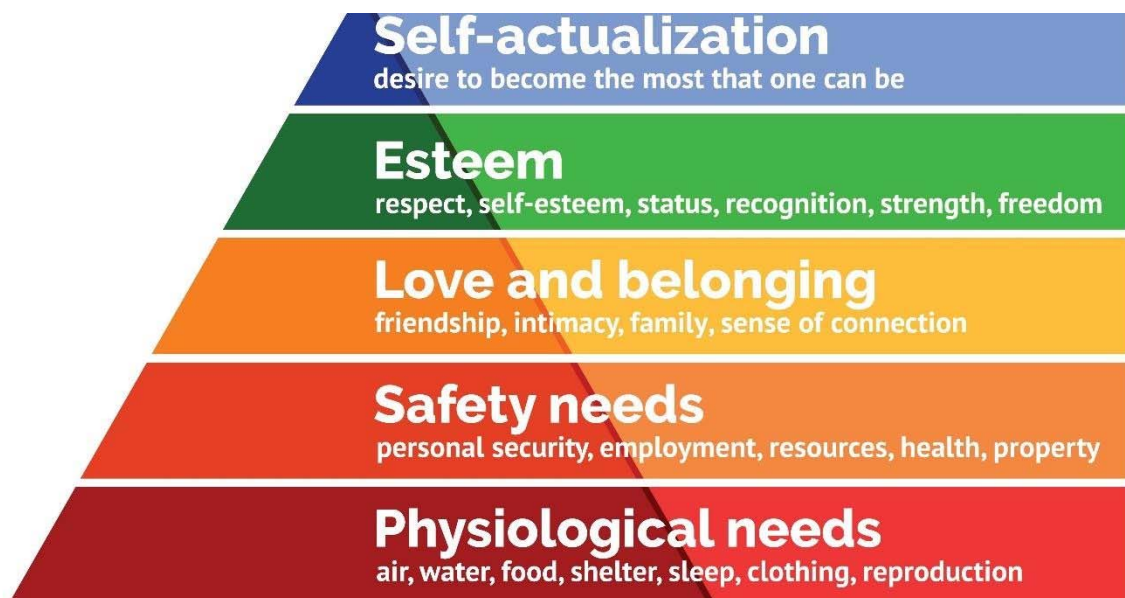 Self-actualization
desire to become the most that one can be
Esteem
respect, self-esteem, status, recognition, strength, freedom
Love and belonging
friendship, intimacy, family, sense of connection
Safety needs
personal security, employment, resources, health, property
Physiological needs
air, water, food, shelter, sleep, clothing, reproduction